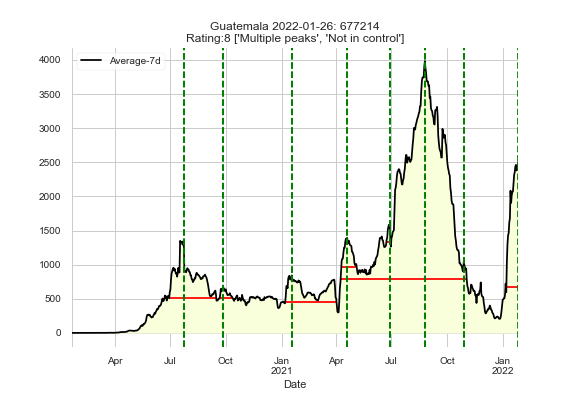 Guatemala 2022-01-26: 677214
Rating:8 ['Multiple peaks', 'Not in control']
Average-7d
4000
3500
3000
2500
2000
1500
1000
500
0
Apr
Jul
Oct
Jan
2021
Apr
Jul
Oct
Jan
2022
Date